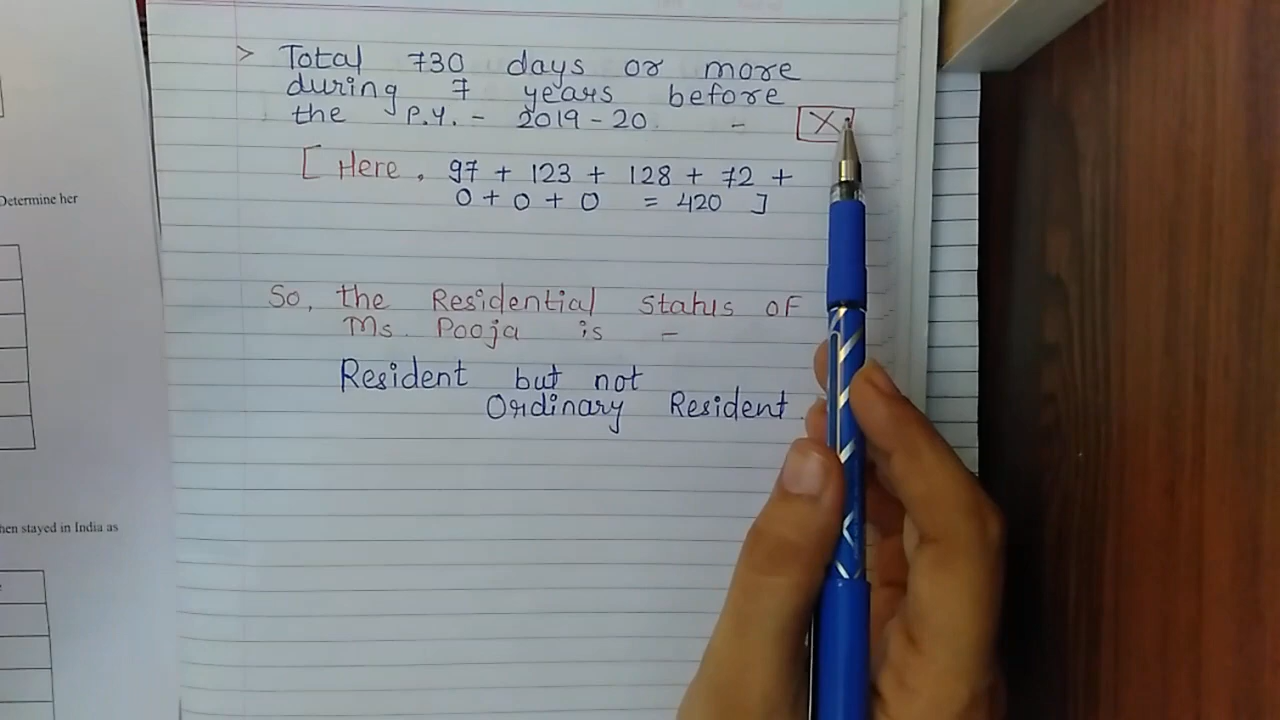 > Total 730 days or more
during 7 years before
the P.Y. - 2019-20. - X
[ Here, 97 + 123 + 128 + 72 +
0 + 0 + 0 = 420 ]
So, the Residential Status of
Ms. Pooja is -
Resident but not
Ordinary Resident.
Determine her
hen stayed in India as